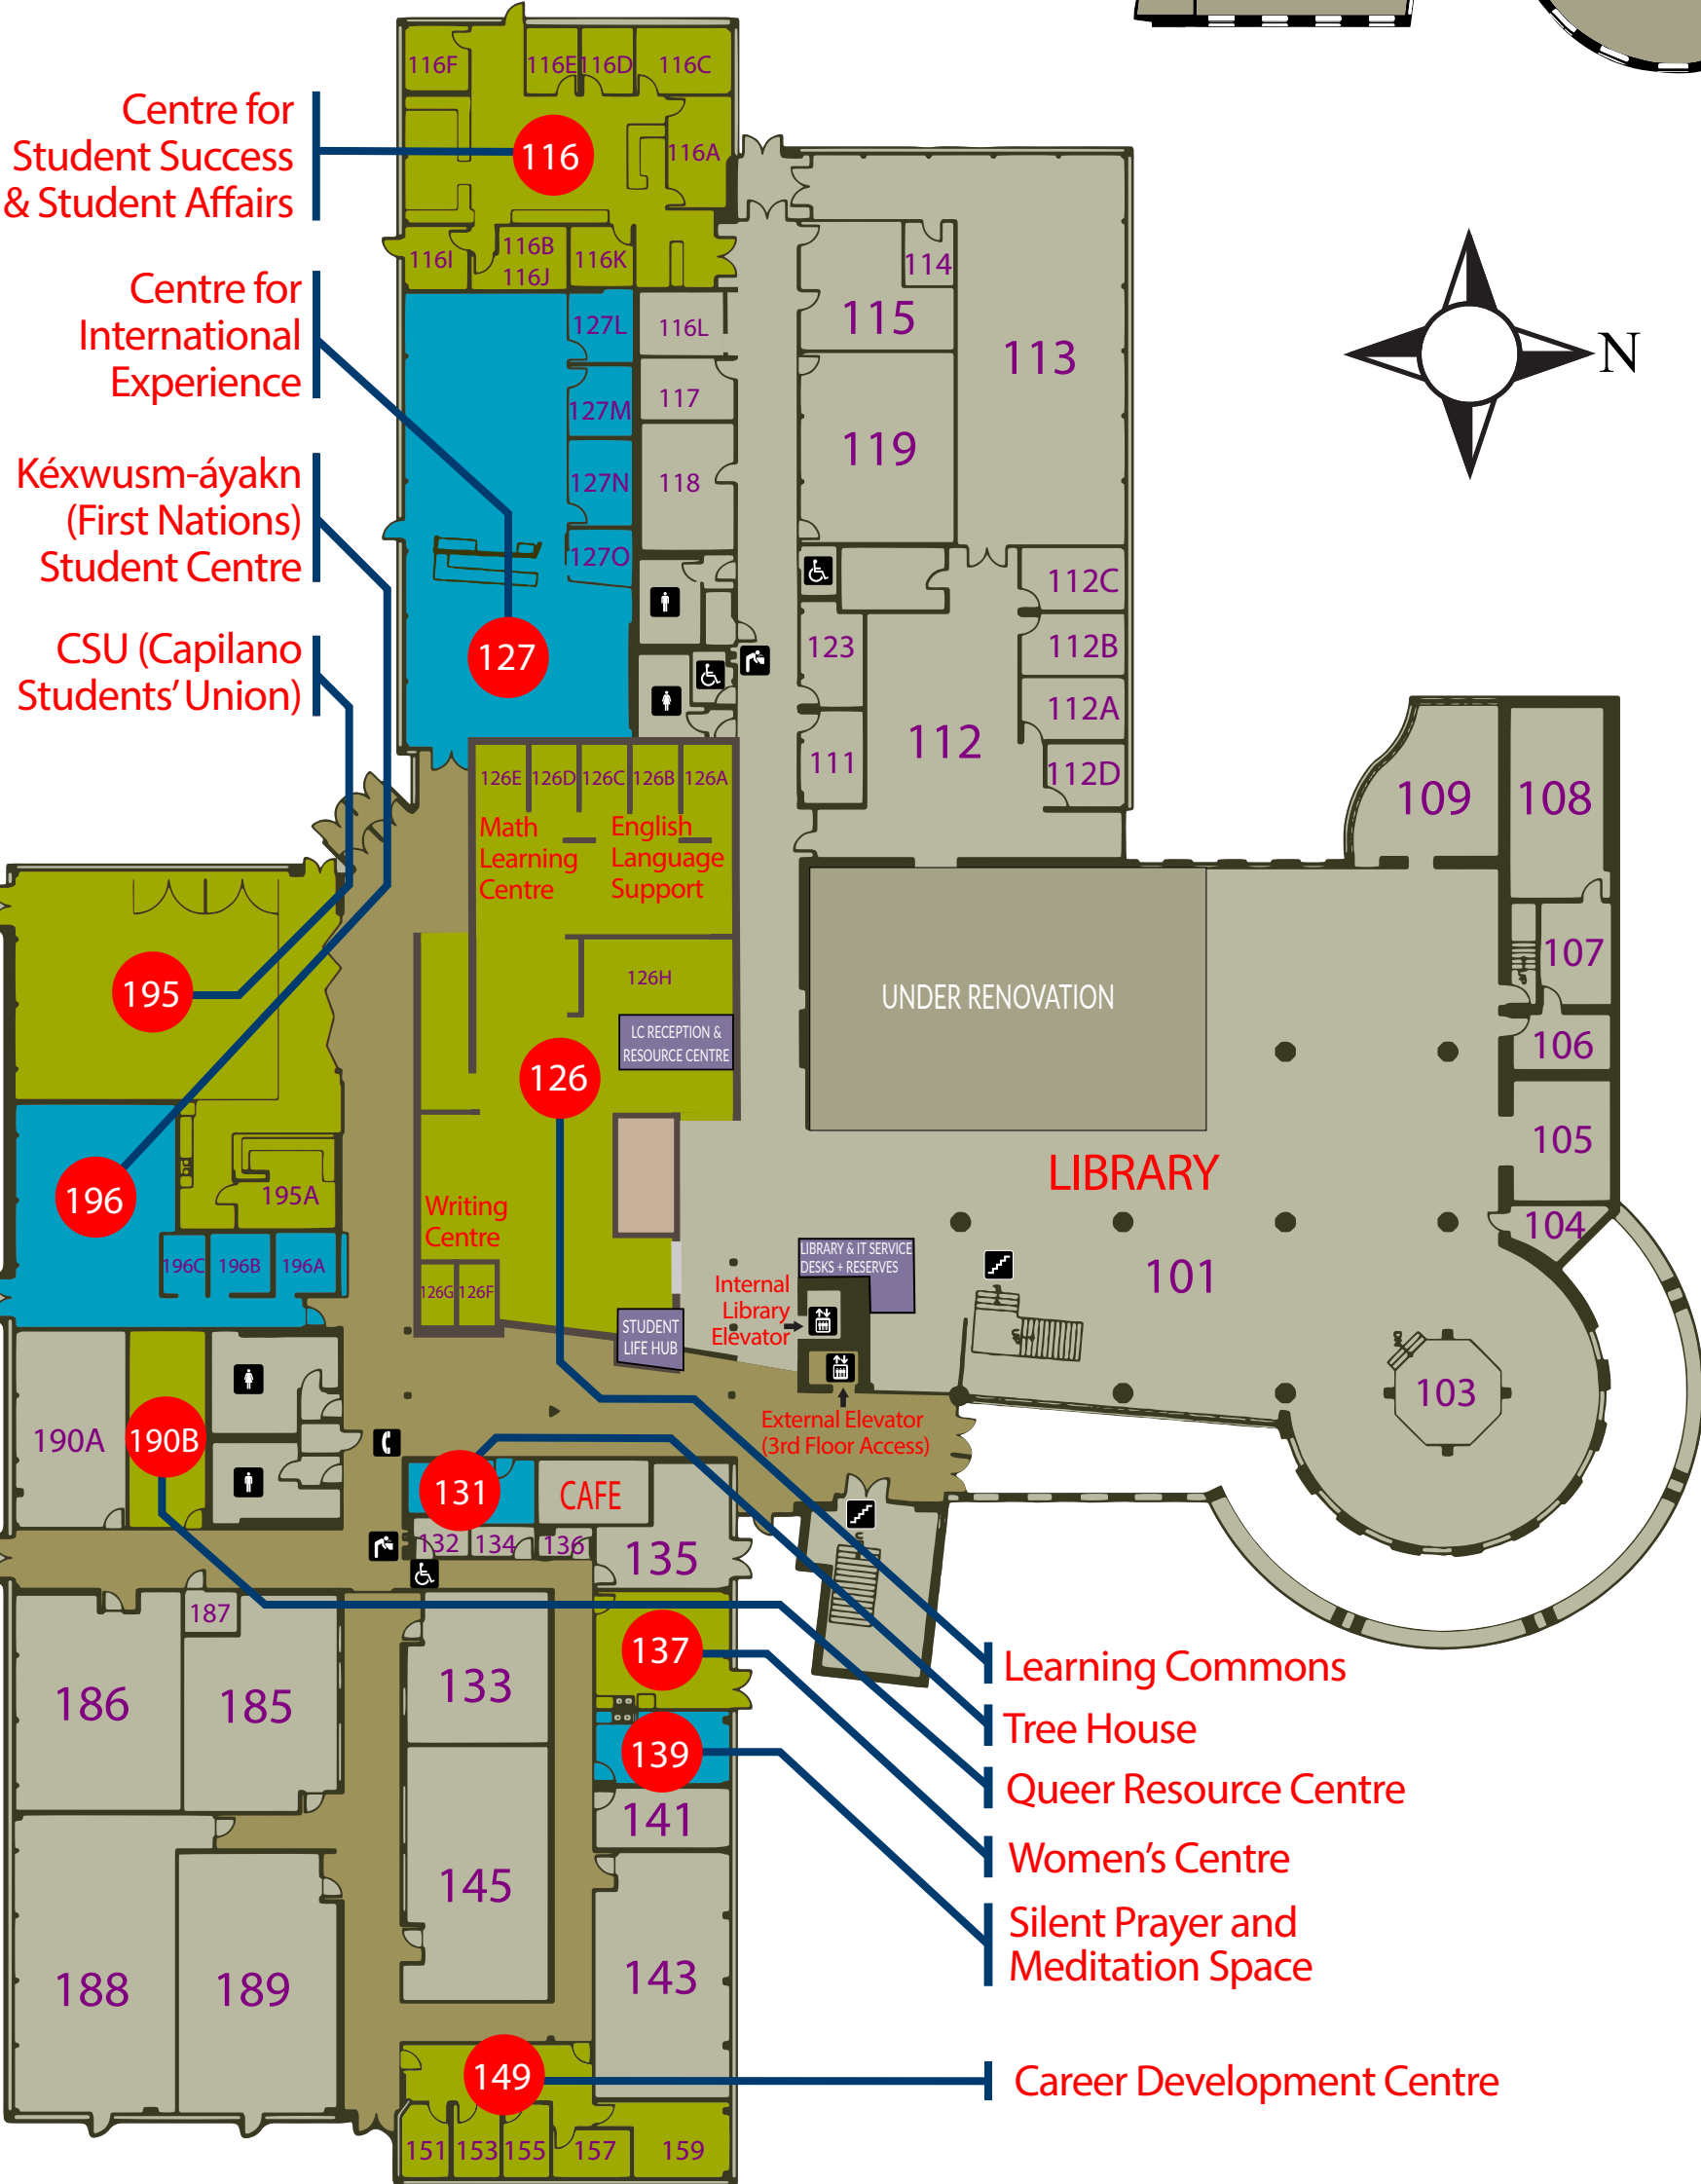 116F
116E
116D
116C
Centre for
Student Success
& Student Affairs
116
116A
116I
116B
116J
116K
114
Centre for
International
Experience
127L
116L
115
113
N
127M
117
119
127N
118
Kéxwusm-áyakn
(First Nations)
Student Centre
127O
112C
CSU (Capilano
Students' Union)
127
123
112B
112A
112
111
112D
126E
126D
126C
126B
126A
109
108
Math
Learning
Centre
English
Language
Support
107
195
126H
UNDER RENOVATION
LC RECEPTION &
RESOURCE CENTRE
106
126
105
LIBRARY
196
195A
Writing
Centre
104
196C
196B
196A
LIBRARY & IT SERVICE
DESKS + RESERVES
101
126G
126F
Internal
Library
Elevator
STUDENT
LIFE HUB
UP
DN
103
190A
190B
External Elevator
(3rd Floor Access)
131
CAFE
132
134
136
135
UP
187
137
133
186
185
Learning Commons
Tree House
139
Queer Resource Centre
141
Women's Centre
145
Silent Prayer and
Meditation Space
143
188
189
149
Career Development Centre
151
153
155
157
159